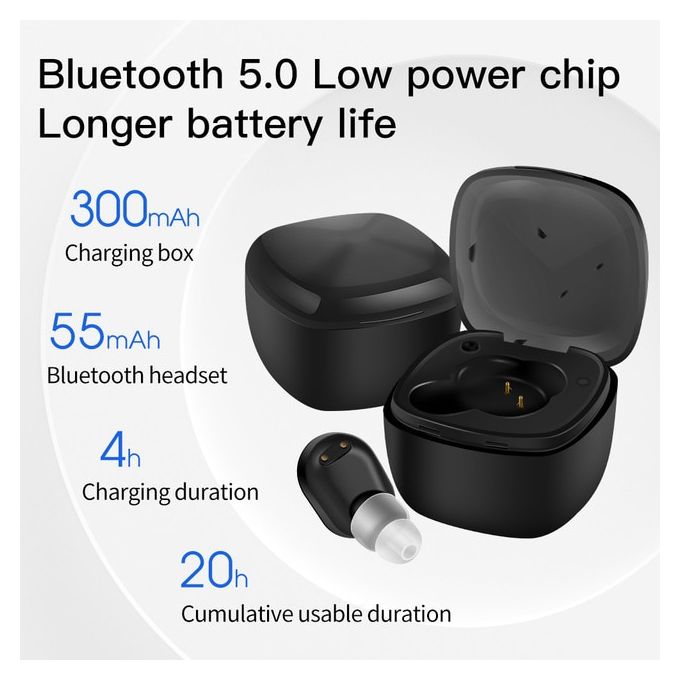 Bluetooth 5.0 Low power chip
Longer battery life
300mAh
Charging box
55mAh
Bluetooth headset
4h
Charging duration
20h
Cumulative usable duration